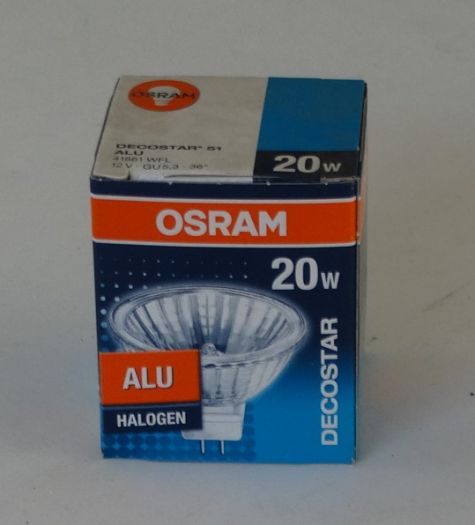 OSRAM
DECOSTAR® 51
ALU
41861 WFL
12 V · GU5,3 · 36°
20W
OSRAM
20W
DECOSTAR
ALU
HALOGEN